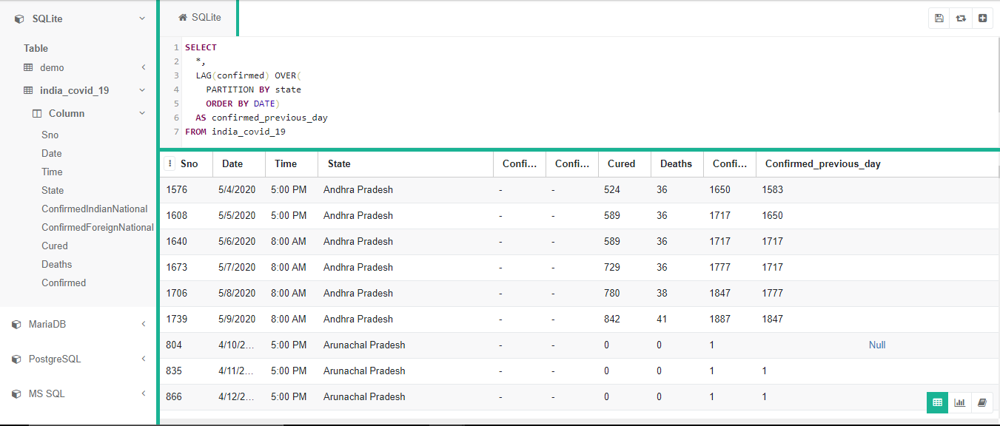 SQLite
Table
demo
india_covid_19
Column
Sno
Date
Time
State
ConfirmedIndianNational
ConfirmedForeignNational
Cured
Deaths
Confirmed
MariaDB
PostgreSQL
MS SQL
SQLite
1 SELECT
2 *,
3 LAG(confirmed) OVER(
4 PARTITION BY state
5 ORDER BY DATE)
6 AS confirmed_previous_day
7 FROM india_covid_19
Sno Date Time State Confi... Confi... Cured Deaths Confi... Confirmed_previous_day
1576 5/4/2020 5:00 PM Andhra Pradesh - - 524 36 1650 1583
1608 5/5/2020 5:00 PM Andhra Pradesh - - 589 36 1717 1650
1640 5/6/2020 8:00 AM Andhra Pradesh - - 589 36 1717 1717
1673 5/7/2020 8:00 AM Andhra Pradesh - - 729 36 1777 1717
1706 5/8/2020 8:00 AM Andhra Pradesh - - 780 38 1847 1777
1739 5/9/2020 8:00 AM Andhra Pradesh - - 842 41 1887 1847
804 4/10/2... 5:00 PM Arunachal Pradesh - - 0 0 1 Null
835 4/11/2... 5:00 PM Arunachal Pradesh - - 0 0 1 1
866 4/12/2... 5:00 PM Arunachal Pradesh - - 0 0 1 1